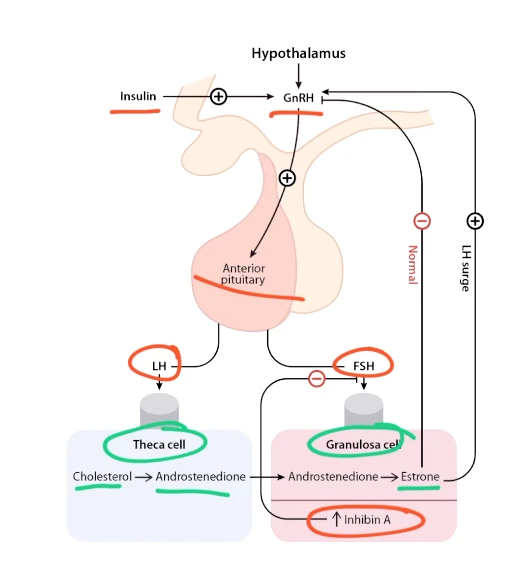 Hypothalamus
Insulin
+
GnRH
+
Anterior
pituitary
−
+
Normal
LH surge
LH
FSH
−
Theca cell
Granulosa cell
Cholesterol → Androstenedione → Androstenedione → Estrone
↑ Inhibin A